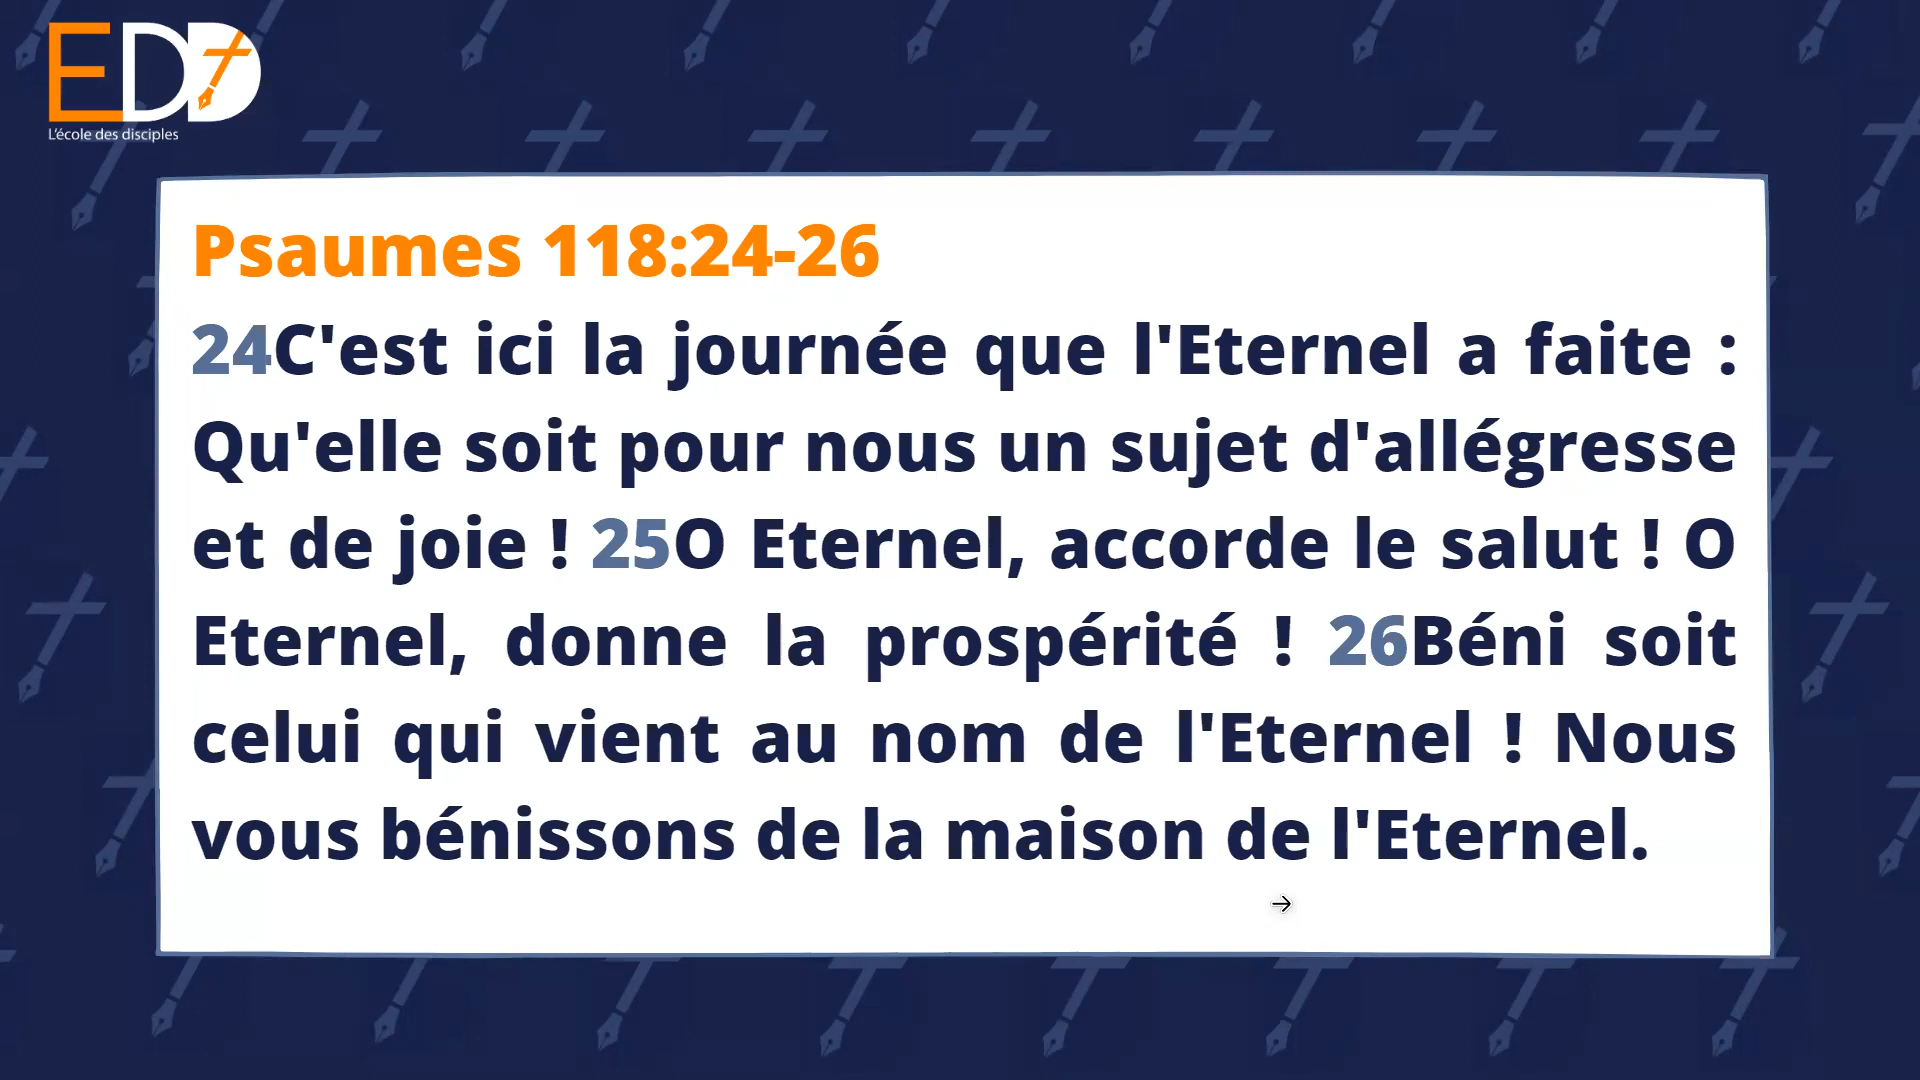 EDD
L'école des disciples
Psaumes 118:24-26
24C'est ici la journée que l'Eternel a faite :
Qu'elle soit pour nous un sujet d'allégresse
et de joie ! 25O Eternel, accorde le salut ! O
Eternel, donne la prospérité ! 26Béni soit
celui qui vient au nom de l'Eternel ! Nous
vous bénissons de la maison de l'Eternel.